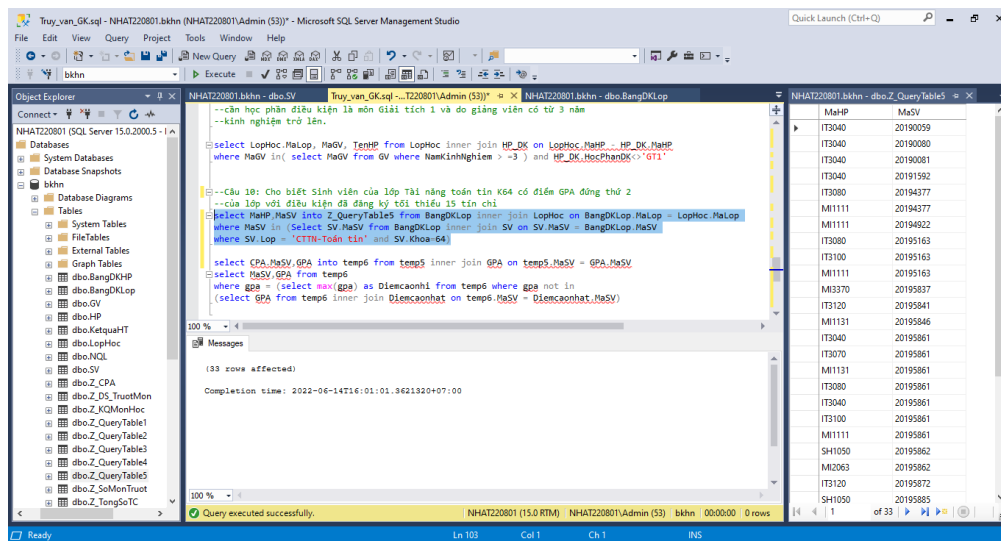 Truy_van_GK.sql - NHAT220801.bkhn (NHAT220801\Admin (53))* - Microsoft SQL Server Management Studio
Quick Launch (Ctrl+Q)
File Edit View Query Project Tools Window Help
New Query
bkhn
Execute
Object Explorer
Connect
NHAT220801 (SQL Server 15.0.2000.5 - I
Databases
System Databases
Database Snapshots
bkhn
Database Diagrams
Tables
System Tables
FileTables
External Tables
Graph Tables
dbo.BangDKHP
dbo.BangDKLop
dbo.GV
dbo.HP
dbo.KetquaHT
dbo.LopHoc
dbo.NQL
dbo.SV
dbo.Z_CPA
dbo.Z_DS_TruotMon
dbo.Z_KQMonHoc
dbo.Z_QueryTable1
dbo.Z_QueryTable2
dbo.Z_QueryTable3
dbo.Z_QueryTable4
dbo.Z_QueryTable5
dbo.Z_SoMonTruot
dbo.Z_TongSoTC
NHAT220801.bkhn - dbo.SV
Truy_van_GK.sql -...T220801\Admin (53))*
NHAT220801.bkhn - dbo.BangDKLop
--cần học phần điều kiện là môn Giải tích 1 và do giảng viên có từ 3 năm
--kinh nghiệm trở lên.
select LopHoc.MaLop, MaGV, TenHP from LopHoc inner join HP_DK on LopHoc.MaHP - HP_DK.MaHP
where MaGV in( select MaGV from GV where NamKinhNghiem > =3 ) and HP_DK.HocPhanDK<>'GT1'
--Câu 10: Cho biết Sinh viên của lớp Tài năng toán tin K64 có điểm GPA đứng thứ 2
--của lớp với điều kiện đã đăng ký tối thiểu 15 tín chỉ
select MaHP,MaSV into Z_QueryTable5 from BangDKLop inner join LopHoc on BangDKLop.MaLop = LopHoc.MaLop
where MaSV in (Select SV.MaSV from BangDKLop inner join SV on SV.MaSV = BangDKLop.MaSV
where SV.Lop = 'CTTN-Toán tin' and SV.Khoa=64)
select CPA.MaSV,GPA into temp6 from temp5 inner join GPA on temp5.MaSV = GPA.MaSV
select MaSV,GPA from temp6
where gpa = (select max(gpa) as Diemcaonhi from temp6 where gpa not in
(select GPA from temp6 inner join Diemcaonhat on temp6.MaSV = Diemcaonhat.MaSV)
100 %
Messages
(33 rows affected)
Completion time: 2022-06-14T16:01:01.3621320+07:00
100 %
Query executed successfully. NHAT220801 (15.0 RTM) NHAT220801\Admin (53) bkhn 00:00:00 0 rows
NHAT220801.bkhn - dbo.Z_QueryTable5
MaHP MaSV
IT3040 20190059
IT3040 20190080
IT3040 20190081
IT3040 20191592
IT3080 20194377
MI1111 20194377
MI1111 20194922
IT3080 20195163
IT3100 20195163
MI1111 20195163
MI3370 20195837
IT3120 20195841
MI1131 20195846
IT3040 20195861
IT3070 20195861
MI1131 20195861
IT3080 20195861
IT3040 20195861
IT3100 20195861
MI1111 20195861
SH1050 20195862
MI2063 20195862
IT3120 20195872
SH1050 20195885
1 of 33
Ready Ln 103 Col 1 Ch 1 INS